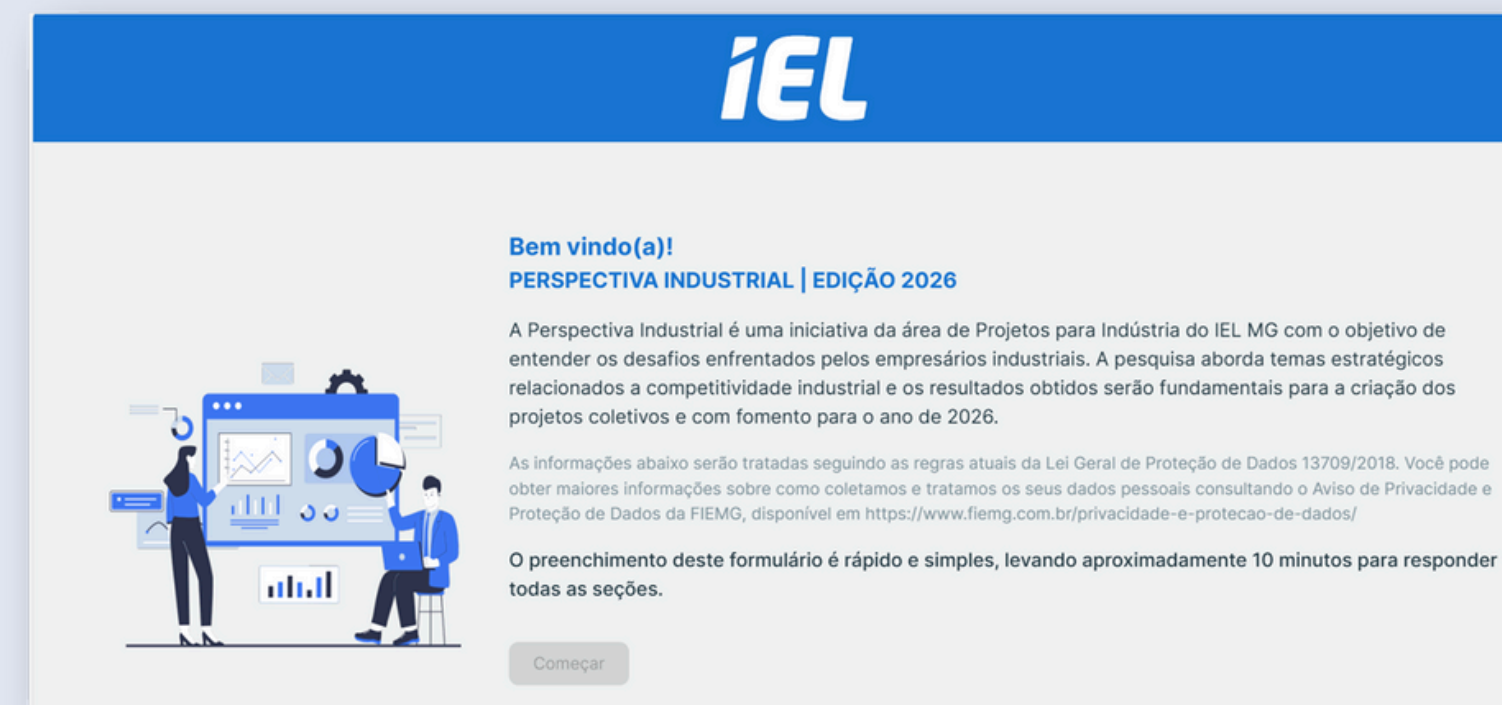 iEL
Bem vindo(a)!
PERSPECTIVA INDUSTRIAL | EDIÇÃO 2026
A Perspectiva Industrial é uma iniciativa da área de Projetos para Indústria do IEL MG com o objetivo de
entender os desafios enfrentados pelos empresários industriais. A pesquisa aborda temas estratégicos
relacionados a competitividade industrial e os resultados obtidos serão fundamentais para a criação dos
projetos coletivos e com fomento para o ano de 2026.
As informações abaixo serão tratadas seguindo as regras atuais da Lei Geral de Proteção de Dados 13709/2018. Você pode
obter maiores informações sobre como coletamos e tratamos os seus dados pessoais consultando o Aviso de Privacidade e
Proteção de Dados da FIEMG, disponível em https://www.fiemg.com.br/privacidade-e-protecao-de-dados/
O preenchimento deste formulário é rápido e simples, levando aproximadamente 10 minutos para responder
todas as seções.
Começar